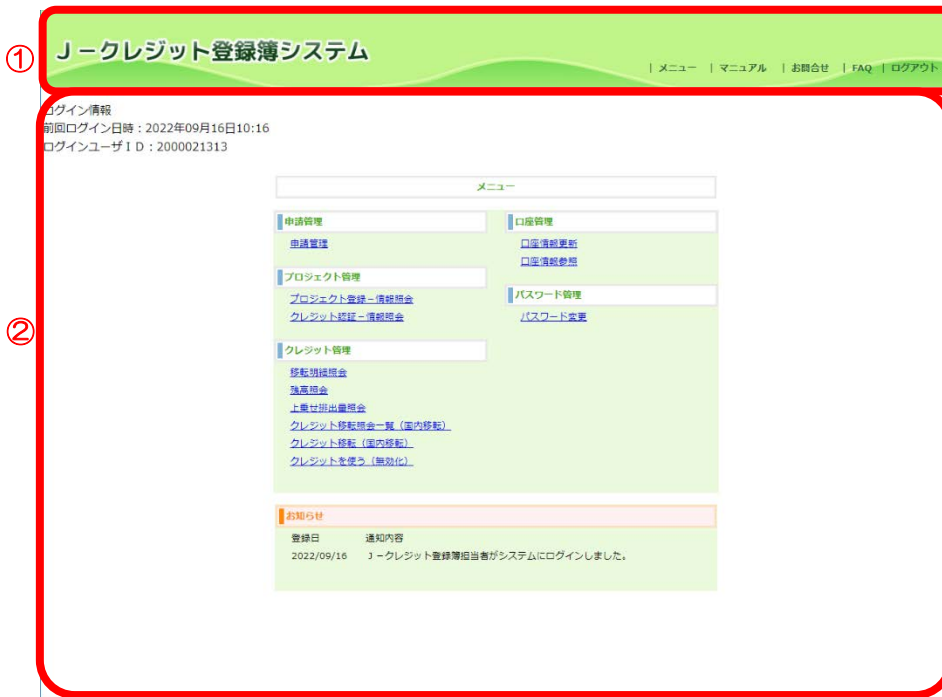 ①
Ｊ－クレジット登録簿システム
| メニュー | マニュアル | お問合せ | FAQ | ログアウト
ログイン情報
前回ログイン日時：2022年09月16日10:16
ログインユーザＩＤ：2000021313
メニュー
申請管理
申請管理
プロジェクト管理
プロジェクト登録－情報照会
クレジット認証－情報照会
クレジット管理
移転明細照会
残高照会
上乗せ排出量照会
クレジット移転照会一覧（国内移転）
クレジット移転（国内移転）
クレジットを使う（無効化）
口座管理
口座情報更新
口座情報参照
パスワード管理
パスワード変更
②
お知らせ
登録日 通知内容
2022/09/16 Ｊ－クレジット登録簿担当者がシステムにログインしました。